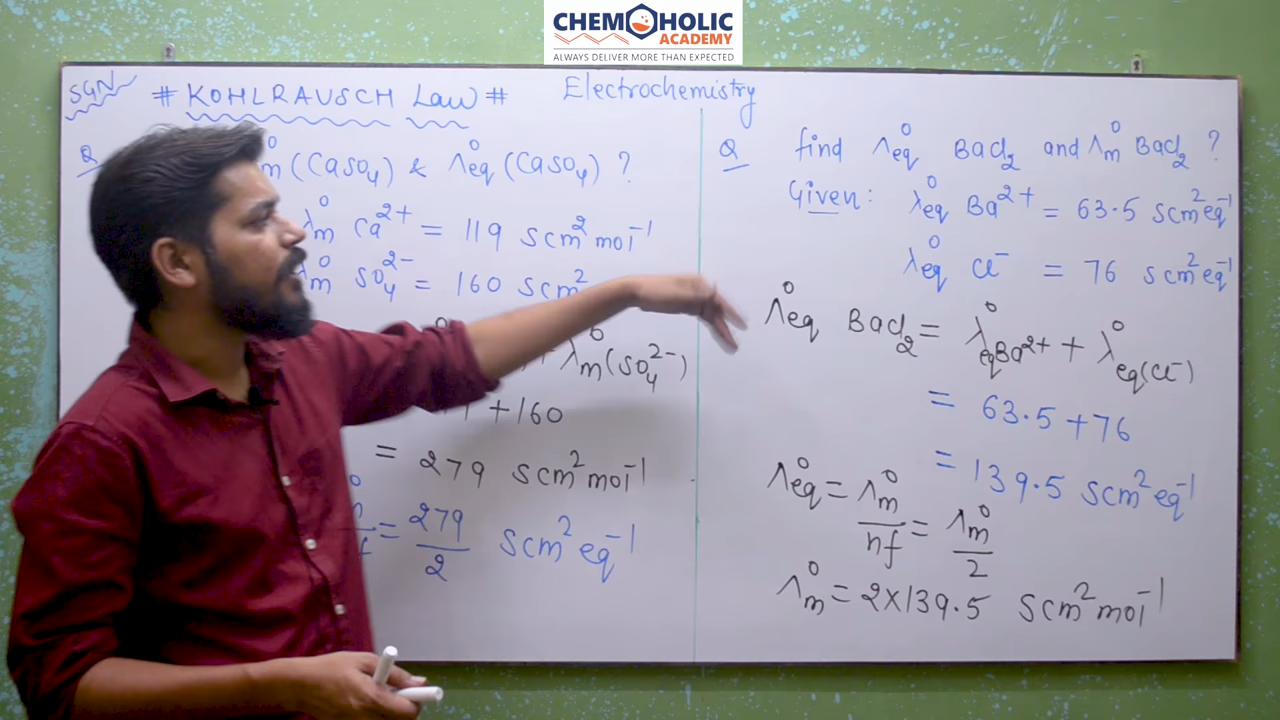 CHEMOHOLIC
ACADEMY
ALWAYS DELIVER MORE THAN EXPECTED
SGN
# KOHLRAUSCH Law #
Electrochemistry
Q
m (CaSO₄) & Λ°eq (CaSO₄) ?
λ°m Ca²⁺ = 119 Scm² mol⁻¹
λ°m SO₄²⁻ = 160 Scm²
+ λ°m(SO₄²⁻)
+160
= 279 Scm² mol⁻¹
= 279/2 Scm² eq⁻¹
Q find Λ°eq BaCl₂ and Λ°m BaCl₂ ?
Given: λ°eq Ba²⁺ = 63.5 Scm² eq⁻¹
λ°eq Cl⁻ = 76 Scm² eq⁻¹
Λ°eq BaCl₂ = λ°eq Ba²⁺ + λ°eq(Cl⁻)
= 63.5 + 76
= 139.5 Scm² eq⁻¹
Λ°eq = Λ°m/nf = Λ°m/2
Λ°m = 2×139.5 Scm² mol⁻¹